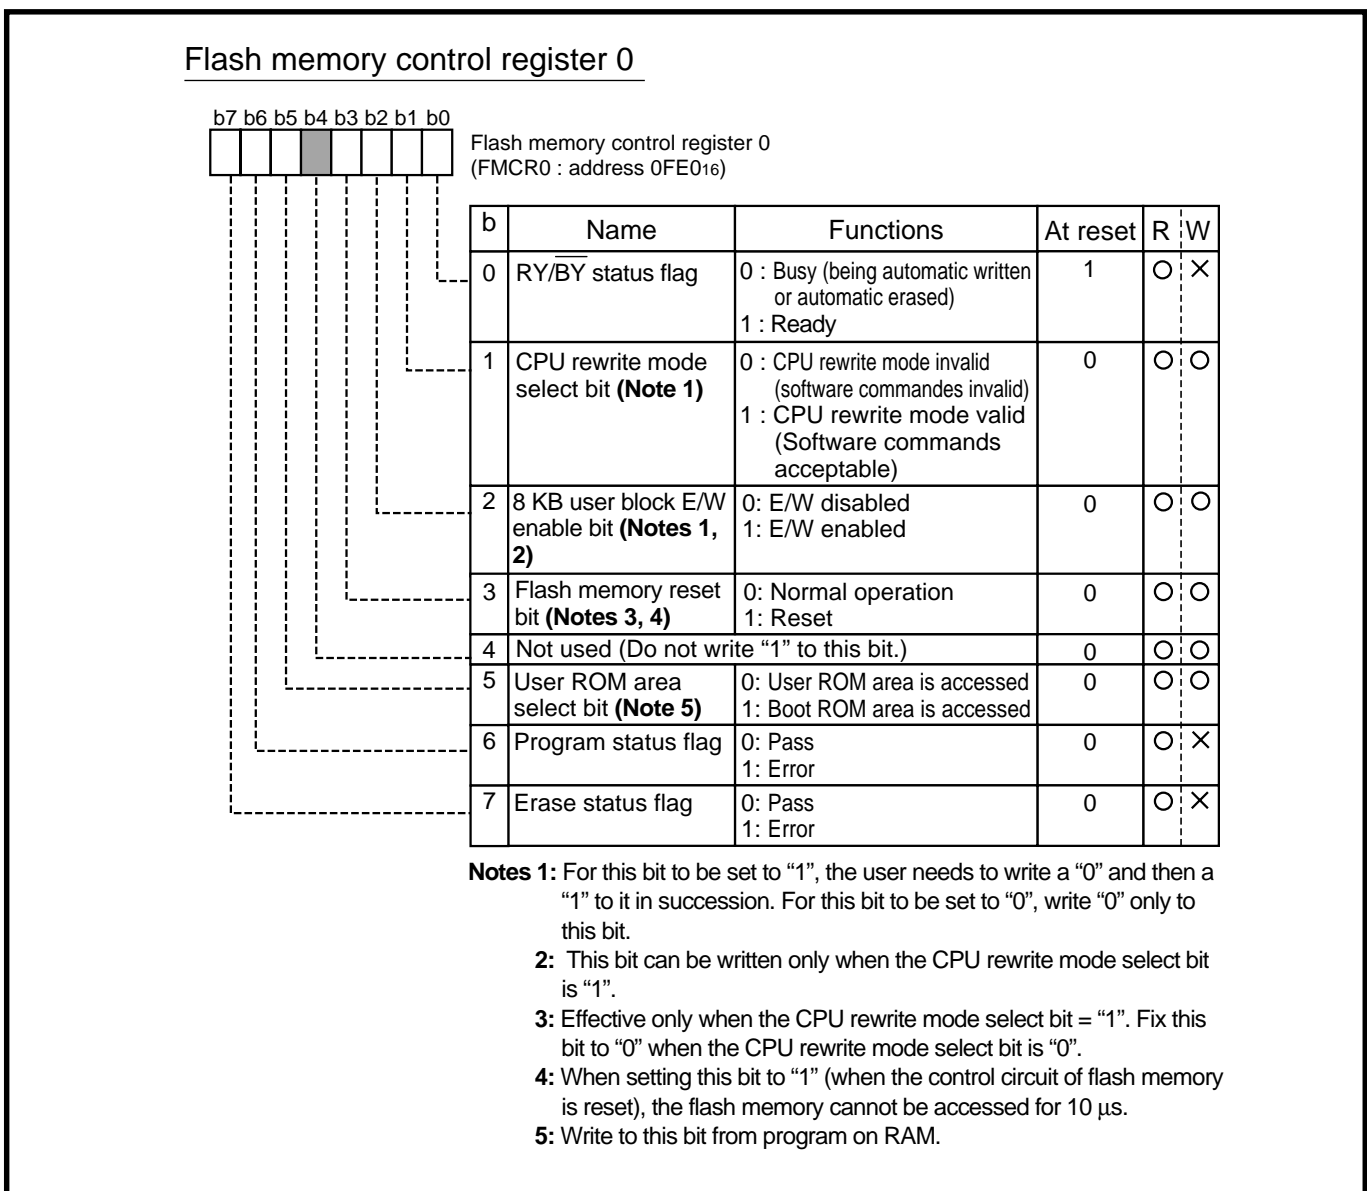 Flash memory control register 0
b7 b6 b5 b4 b3 b2 b1 b0
Flash memory control register 0
(FMCR0 : address 0FE016)
b Name Functions At reset R W
0 RY/BY status flag 0 : Busy (being automatic written 1 O ×
or automatic erased)
1 : Ready
1 CPU rewrite mode 0 : CPU rewrite mode invalid 0 O O
select bit (Note 1) (software commandes invalid)
1 : CPU rewrite mode valid
(Software commands
acceptable)
2 8 KB user block E/W 0: E/W disabled 0 O O
enable bit (Notes 1, 1: E/W enabled
2)
3 Flash memory reset 0: Normal operation 0 O O
bit (Notes 3, 4) 1: Reset
4 Not used (Do not write “1” to this bit.) 0 O O
5 User ROM area 0: User ROM area is accessed 0 O O
select bit (Note 5) 1: Boot ROM area is accessed
6 Program status flag 0: Pass 0 O ×
1: Error
7 Erase status flag 0: Pass 0 O ×
1: Error
Notes 1: For this bit to be set to “1”, the user needs to write a “0” and then a
“1” to it in succession. For this bit to be set to “0”, write “0” only to
this bit.
2: This bit can be written only when the CPU rewrite mode select bit
is “1”.
3: Effective only when the CPU rewrite mode select bit = “1”. Fix this
bit to “0” when the CPU rewrite mode select bit is “0”.
4: When setting this bit to “1” (when the control circuit of flash memory
is reset), the flash memory cannot be accessed for 10 μs.
5: Write to this bit from program on RAM.